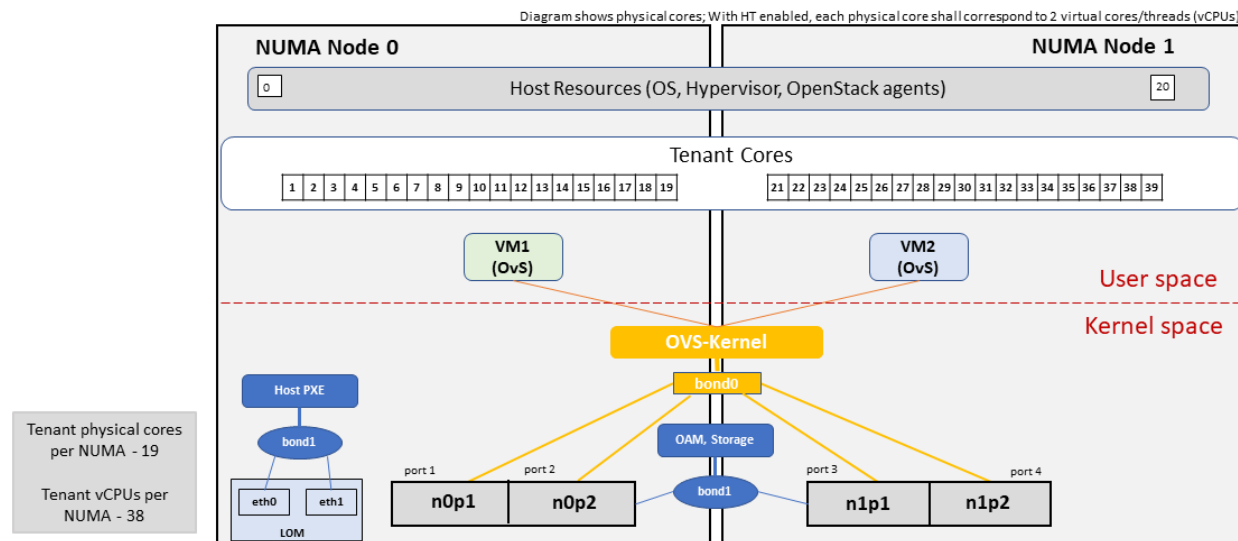 Diagram shows physical cores; With HT enabled, each physical core shall correspond to 2 virtual cores/threads (vCPUs)
NUMA Node 0
NUMA Node 1
0
Host Resources (OS, Hypervisor, OpenStack agents)
20
Tenant Cores
1 2 3 4 5 6 7 8 9 10 11 12 13 14 15 16 17 18 19
21 22 23 24 25 26 27 28 29 30 31 32 33 34 35 36 37 38 39
VM1
(OvS)
VM2
(OvS)
User space
Kernel space
OVS-Kernel
bond0
Host PXE
bond1
eth0
eth1
LOM
OAM, Storage
bond1
port 1
port 2
port 3
port 4
n0p1
n0p2
n1p1
n1p2
Tenant physical cores
per NUMA - 19
Tenant vCPUs per
NUMA - 38